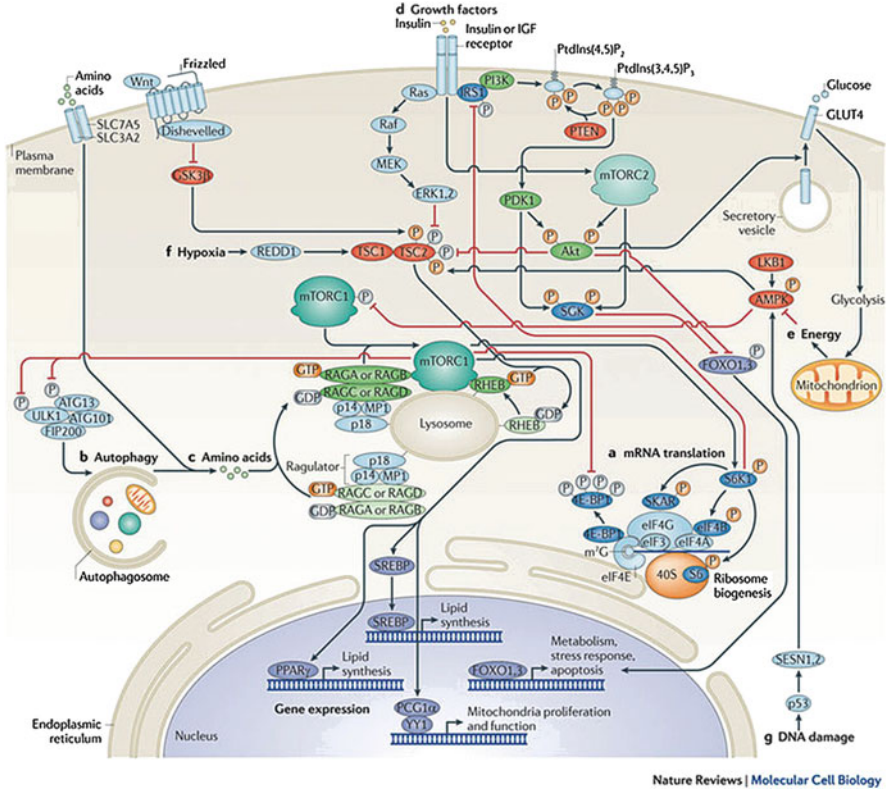 d Growth factors
Insulin
Insulin or IGF
receptor
PtdIns(4,5)P2
PtdIns(3,4,5)P3
Amino
acids
Wnt
Frizzled
Ras
IRS1
PI3K
P
P
P
P
P
P
Glucose
GLUT4
SLC7A5
SLC3A2
Dishevelled
Raf
PTEN
Plasma
membrane
GSK3β
MEK
mTORC2
ERK1,2
PDK1
Secretory
vesicle
P
P
P
P
P
P
f Hypoxia
REDD1
TSC1
TSC2
Akt
LKB1
P
AMPK
mTORC1
P
P
P
SGK
Glycolysis
e Energy
P
FOXO1,3
mTORC1
GTP
RAGA or RAGB
RHEB
GTP
Mitochondrion
P
P
GDP
RAGC or RAGD
ATG13
ULK1
ATG101
FIP200
p14
MP1
p18
Lysosome
GDP
RHEB
a mRNA translation
b Autophagy
c Amino acids
Ragulator
p18
p14
MP1
GTP
RAGC or RAGD
GDP
RAGA or RAGB
P
S6K1
P
P
P
P
P
SKAR
4E-BP1
P
eIF4G
eIF4B
4E-BP1
eIF3
eIF4A
m7G
eIF4E
40S
S6
P
Ribosome
biogenesis
Autophagosome
SREBP
SREBP
Lipid
synthesis
PPARγ
Lipid
synthesis
FOXO1,3
Metabolism,
stress response,
apoptosis
SESN1,2
Gene expression
PCG1α
YY1
Mitochondria proliferation
and function
p53
Endoplasmic
reticulum
Nucleus
g DNA damage
Nature Reviews | Molecular Cell Biology